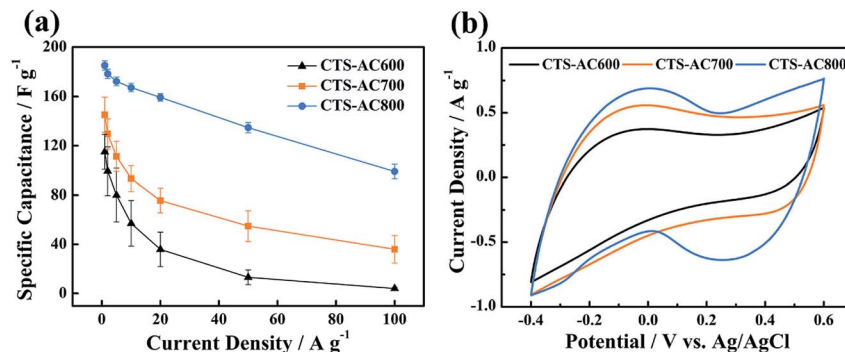 (a)
200
160
120
80
40
0
Specific Capacitance / F g⁻¹
CTS-AC600
CTS-AC700
CTS-AC800
0 20 40 60 80 100
Current Density / A g⁻¹
(b)
1.0
0.5
0.0
-0.5
-1.0
Current Density / A g⁻¹
CTS-AC600 CTS-AC700 CTS-AC800
-0.4 -0.2 0.0 0.2 0.4 0.6
Potential / V vs. Ag/AgCl